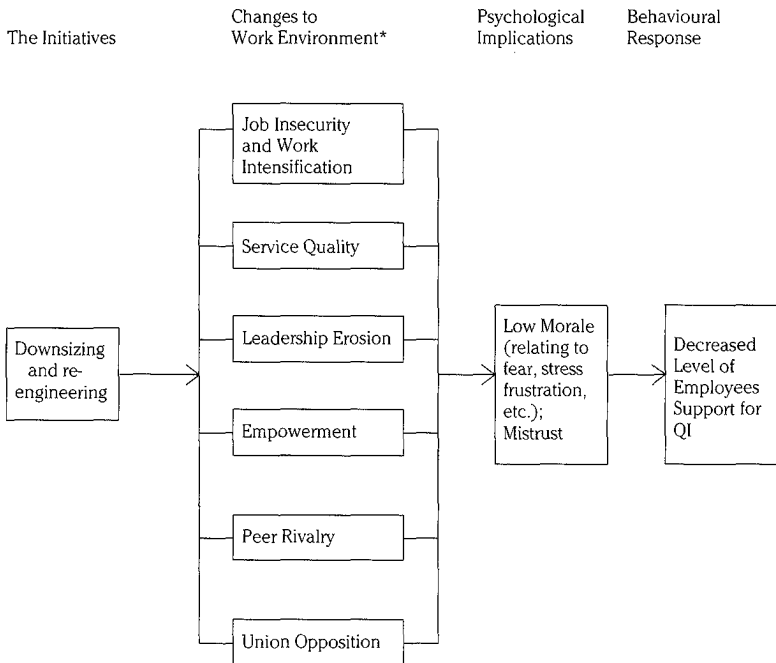 The Initiatives
Changes to
Work Environment*
Psychological
Implications
Behavioural
Response
Job Insecurity
and Work
Intensification
Service Quality
Leadership Erosion
Empowerment
Peer Rivalry
Union Opposition
Downsizing
and re-
engineering
Low Morale
(relating to
fear, stress
frustration,
etc.);
Mistrust
Decreased
Level of
Employees
Support for
QI